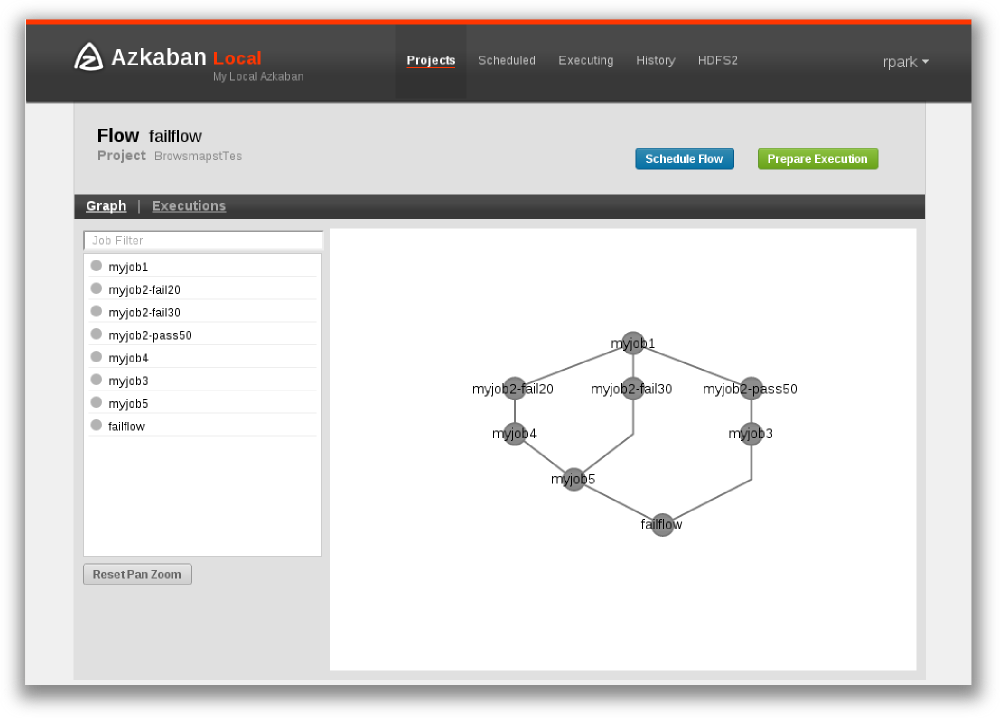 Azkaban Local
My Local Azkaban
Projects Scheduled Executing History HDFS2
rpark
Flow failflow
Project BrowsmapstTes
Schedule Flow Prepare Execution
Graph | Executions
Job Filter
myjob1
myjob2-fail20
myjob2-fail30
myjob2-pass50
myjob4
myjob3
myjob5
failflow
Reset Pan Zoom
myjob1
myjob2-fail20 myjob2-fail30 myjob2-pass50
myjob4 myjob3
myjob5
failflow